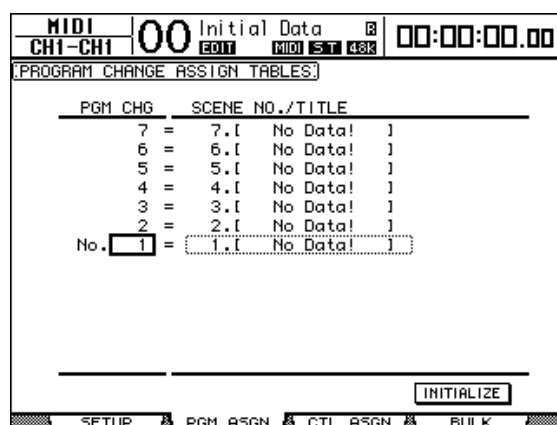 MIDI
CH1-CH1
00 Initial Data R
EDIT MIDI ST 48K
00:00:00.00
PROGRAM CHANGE ASSIGN TABLES
PGM CHG SCENE NO./TITLE
7 = 7.[ No Data! ]
6 = 6.[ No Data! ]
5 = 5.[ No Data! ]
4 = 4.[ No Data! ]
3 = 3.[ No Data! ]
2 = 2.[ No Data! ]
No. 1 = 1.[ No Data! ]
INITIALIZE
SETUP PGM ASGN CTL ASGN BULK